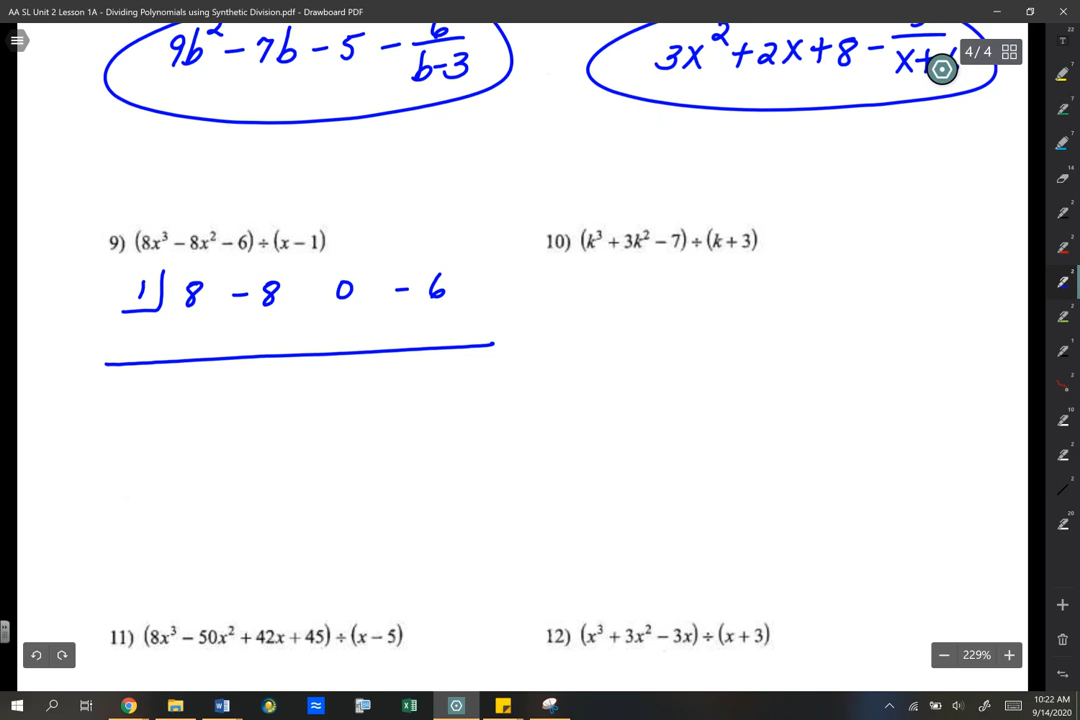 AA SL Unit 2 Lesson 1A - Dividing Polynomials using Synthetic Division.pdf - Drawboard PDF
9b² - 7b - 5 - 6/(b-3)
3x² + 2x + 8 -
4/4
9) (8x³ − 8x² − 6) ÷ (x − 1)
10) (k³ + 3k² − 7) ÷ (k + 3)
1 8 -8 0 -6
11) (8x³ − 50x² + 42x + 45) ÷ (x − 5)
12) (x³ + 3x² − 3x) ÷ (x + 3)
229%
10:22 AM
9/14/2020